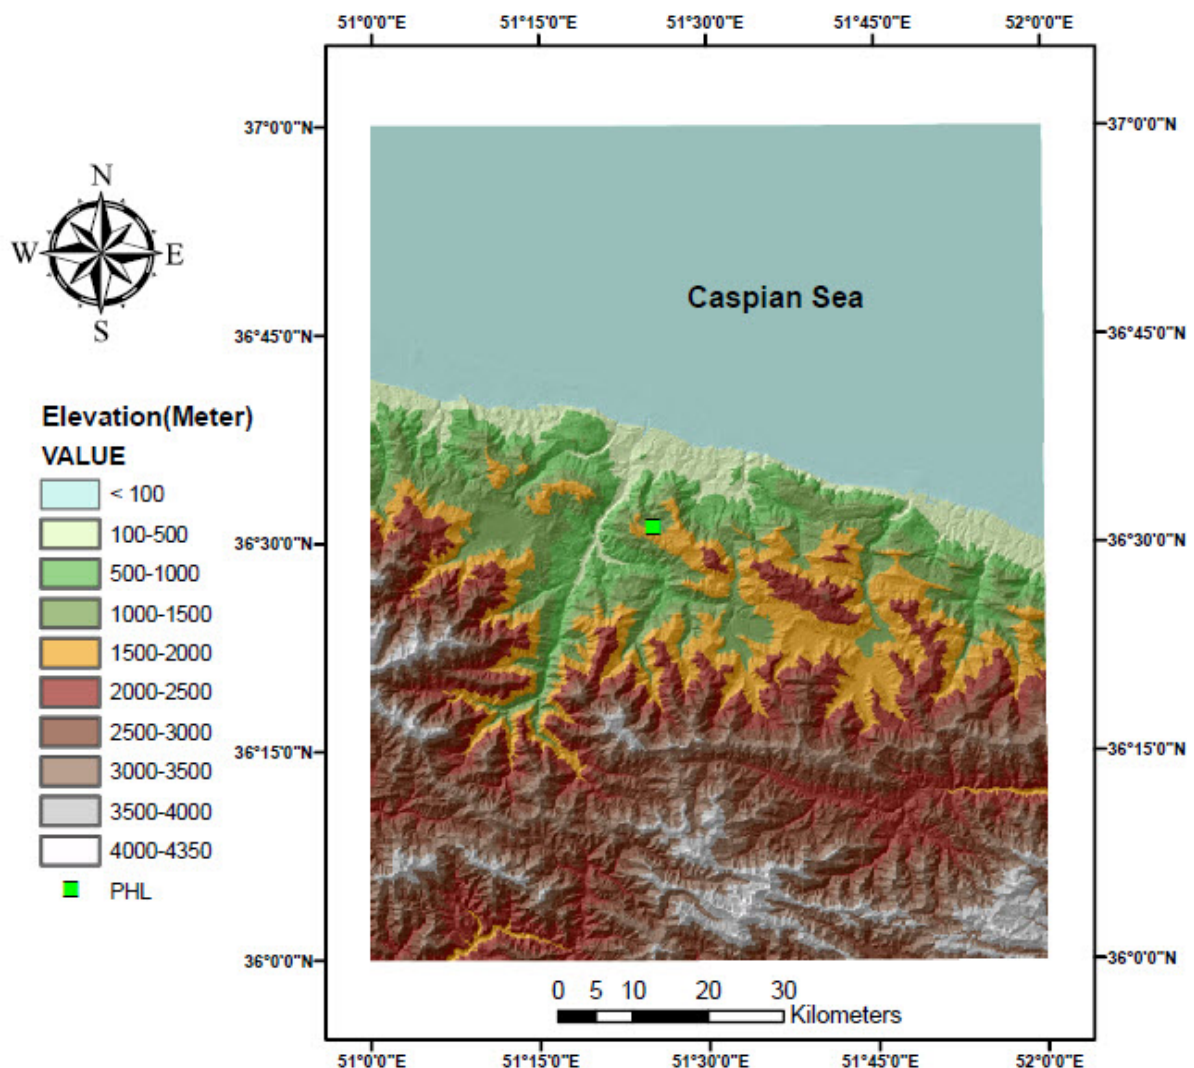 51°0'0"E 51°15'0"E 51°30'0"E 51°45'0"E 52°0'0"E
37°0'0"N 37°0'0"N
N
W E
S
Caspian Sea
36°45'0"N 36°45'0"N
Elevation(Meter)
VALUE
< 100
100-500
500-1000
1000-1500
1500-2000
2000-2500
2500-3000
3000-3500
3500-4000
4000-4350
PHL
36°30'0"N 36°30'0"N
36°15'0"N 36°15'0"N
36°0'0"N 36°0'0"N
0 5 10 20 30
Kilometers
51°0'0"E 51°15'0"E 51°30'0"E 51°45'0"E 52°0'0"E